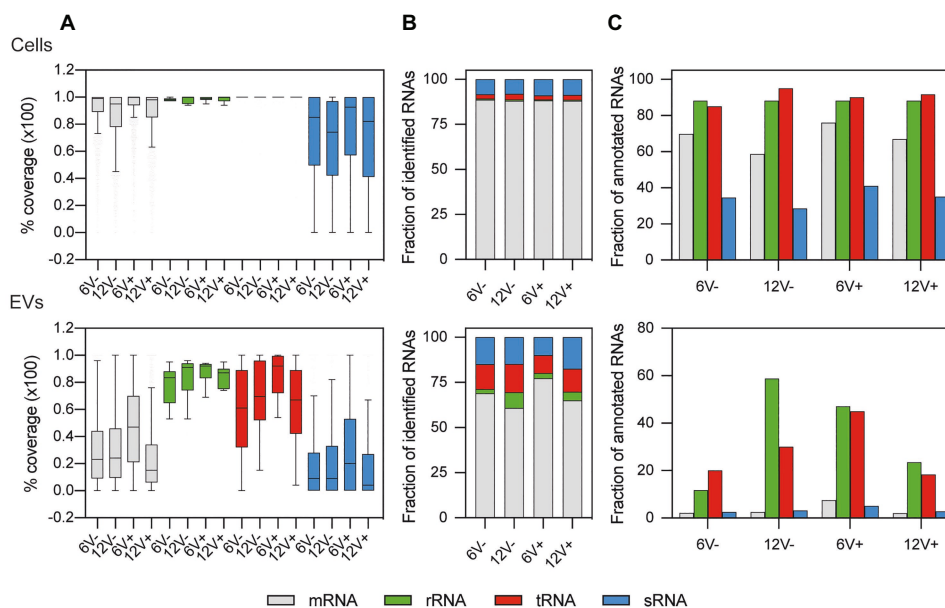 A
B
C
Cells
% coverage (x100)
1.2
1.0
0.8
0.6
0.4
0.2
0.0
-0.2
6V- 12V- 6V+ 12V+ 6V- 12V- 6V+ 12V+ 6V- 12V- 6V+ 12V+ 6V- 12V- 6V+ 12V+
Fraction of identified RNAs
100
75
50
25
0
6V- 12V- 6V+ 12V+
Fraction of annotated RNAs
100
80
60
40
20
0
6V- 12V- 6V+ 12V+
EVs
% coverage (x100)
1.2
1.0
0.8
0.6
0.4
0.2
0.0
-0.2
6V- 12V- 6V+ 12V+ 6V- 12V- 6V+ 12V+ 6V- 12V- 6V+ 12V+ 6V- 12V- 6V+ 12V+
Fraction of identified RNAs
100
75
50
25
0
6V- 12V- 6V+ 12V+
Fraction of annotated RNAs
80
60
40
20
0
6V- 12V- 6V+ 12V+
mRNA rRNA tRNA sRNA